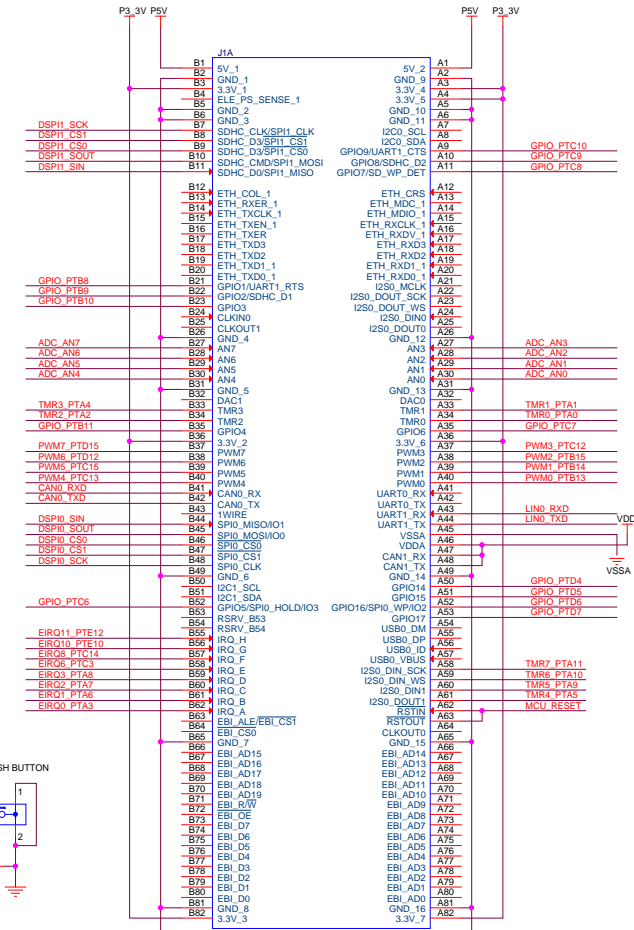 P3_3V P5V P5V P3_3V
J1A
B1 5V_1 5V_2 A1
B2 GND_1 GND_9 A2
B3 3.3V_1 3.3V_4 A3
B4 ELE_PS_SENSE_1 3.3V_5 A4
B5 GND_2 GND_10 A5
B6 GND_3 GND_11 A6
DSPI1_SCK B7 SDHC_CLK/SPI1_CLK I2C0_SCL A7
DSPI1_CS1 B8 SDHC_D3/SPI1_CS1 I2C0_SDA A8
DSPI1_CS0 B9 SDHC_D3/SPI1_CS0 GPIO9/UART1_CTS A9 GPIO_PTC10
DSPI1_SOUT B10 SDHC_CMD/SPI1_MOSI GPIO8/SDHC_D2 A10 GPIO_PTC9
DSPI1_SIN B11 SDHC_D0/SPI1_MISO GPIO7/SD_WP_DET A11 GPIO_PTC8
B12 ETH_COL_1 ETH_CRS A12
B13 ETH_RXER_1 ETH_MDC_1 A13
B14 ETH_TXCLK_1 ETH_MDIO_1 A14
B15 ETH_TXEN_1 ETH_RXCLK_1 A15
B16 ETH_TXER ETH_RXDV_1 A16
B17 ETH_TXD3 ETH_RXD3 A17
B18 ETH_TXD2 ETH_RXD2 A18
B19 ETH_TXD1_1 ETH_RXD1_1 A19
B20 ETH_TXD0_1 ETH_RXD0_1 A20
GPIO_PTB8 B21 GPIO1/UART1_RTS I2S0_MCLK A21
GPIO_PTB9 B22 GPIO2/SDHC_D1 I2S0_DOUT_SCK A22
GPIO_PTB10 B23 GPIO3 I2S0_DOUT_WS A23
B24 CLKIN0 I2S0_DIN0 A24
B25 CLKOUT1 I2S0_DOUT0 A25
B26 GND_4 GND_12 A26
ADC_AN7 B27 AN7 AN3 A27 ADC_AN3
ADC_AN6 B28 AN6 AN2 A28 ADC_AN2
ADC_AN5 B29 AN5 AN1 A29 ADC_AN1
ADC_AN4 B30 AN4 AN0 A30 ADC_AN0
B31 GND_5 GND_13 A31
B32 DAC1 DAC0 A32
TMR3_PTA4 B33 TMR3 TMR1 A33 TMR1_PTA1
TMR2_PTA2 B34 TMR2 TMR0 A34 TMR0_PTA0
GPIO_PTB11 B35 GPIO4 GPIO6 A35 GPIO_PTC7
B36 3.3V_2 3.3V_6 A36
PWM7_PTD15 B37 PWM7 PWM3 A37 PWM3_PTC12
PWM6_PTD12 B38 PWM6 PWM2 A38 PWM2_PTB15
PWM5_PTC15 B39 PWM5 PWM1 A39 PWM1_PTB14
PWM4_PTC13 B40 PWM4 PWM0 A40 PWM0_PTB13
CAN0_RXD B41 CAN0_RX UART0_RX A41
CAN0_TXD B42 CAN0_TX UART0_TX A42
B43 1WIRE UART1_RX A43 LIN0_RXD
DSPI0_SIN B44 SPI0_MISO/IO1 UART1_TX A44 LIN0_TXD VDD
DSPI0_SOUT B45 SPI0_MOSI/IO0 VSSA A45
DSPI0_CS0 B46 SPI0_CS0 VDDA A46
DSPI0_CS1 B47 SPI0_CS1 CAN1_RX A47
DSPI0_SCK B48 SPI0_CLK CAN1_TX A48 VSSA
B49 GND_6 GND_14 A49
B50 I2C1_SCL GPIO14 A50 GPIO_PTD4
B51 I2C1_SDA GPIO15 A51 GPIO_PTD5
GPIO_PTC6 B52 GPIO5/SPI0_HOLD/IO3 GPIO16/SPI0_WP/IO2 A52 GPIO_PTD6
B53 RSRV_B53 GPIO17 A53 GPIO_PTD7
B54 RSRV_B54 USB0_DM A54
EIRQ11_PTE12 B55 IRQ_H USB0_DP A55
EIRQ10_PTE10 B56 IRQ_G USB0_ID A56
EIRQ8_PTC14 B57 IRQ_F USB0_VBUS A57
EIRQ6_PTC3 B58 IRQ_E I2S0_DIN_SCK A58 TMR7_PTA11
EIRQ3_PTA8 B59 IRQ_D I2S0_DIN_WS A59 TMR6_PTA10
EIRQ2_PTA7 B60 IRQ_C I2S0_DIN1 A60 TMR5_PTA9
EIRQ1_PTA6 B61 IRQ_B I2S0_DOUT1 A61 TMR4_PTA5
EIRQ0_PTA3 B62 IRQ_A RSTIN A62 MCU_RESET
B63 EBI_ALE/EBI_CS1 RSTOUT A63
B64 EBI_CS0 CLKOUT0 A64
B65 GND_7 GND_15 A65
B66 EBI_AD15 EBI_AD14 A66
B67 EBI_AD16 EBI_AD13 A67
SH BUTTON B68 EBI_AD17 EBI_AD12 A68
B69 EBI_AD18 EBI_AD11 A69
1 B70 EBI_AD19 EBI_AD10 A70
B71 EBI_R/W EBI_AD9 A71
B72 EBI_OE EBI_AD8 A72
B73 EBI_D7 EBI_AD7 A73
2 B74 EBI_D6 EBI_AD6 A74
B75 EBI_D5 EBI_AD5 A75
B76 EBI_D4 EBI_AD4 A76
B77 EBI_D3 EBI_AD3 A77
B78 EBI_D2 EBI_AD2 A78
B79 EBI_D1 EBI_AD1 A79
B80 EBI_D0 EBI_AD0 A80
B81 GND_8 GND_16 A81
B82 3.3V_3 3.3V_7 A82